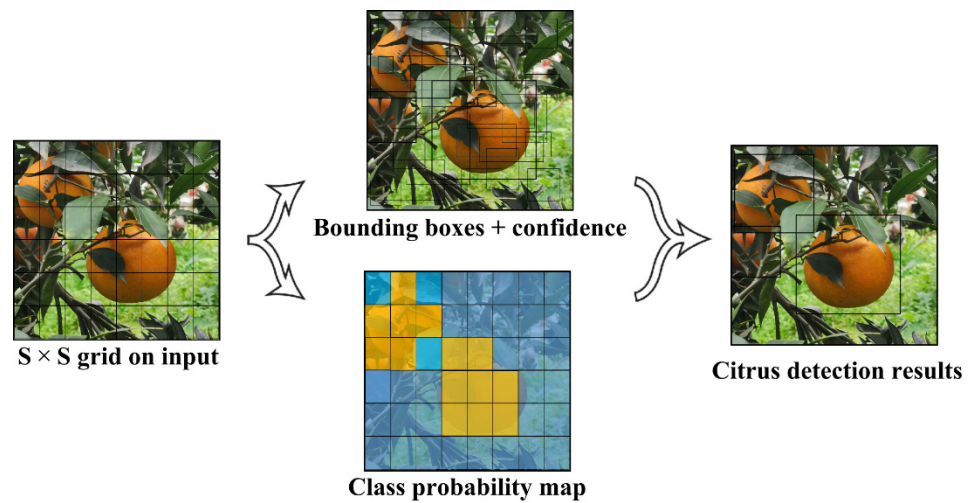 Bounding boxes + confidence
S × S grid on input
Citrus detection results
Class probability map